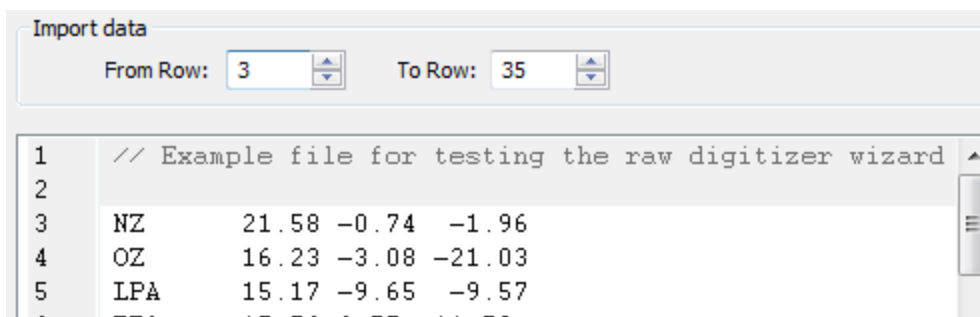 Import data
From Row: 3 To Row: 35
1 // Example file for testing the raw digitizer wizard
2
3 NZ 21.58 -0.74 -1.96
4 OZ 16.23 -3.08 -21.03
5 LPA 15.17 -9.65 -9.57